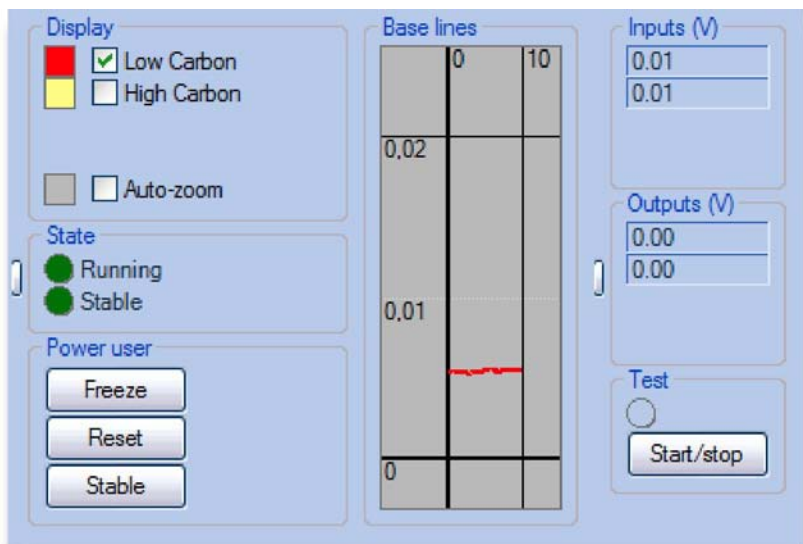 Display
Low Carbon
High Carbon
Auto-zoom
State
Running
Stable
Power user
Freeze
Reset
Stable
Base lines
0 10
0,02
0,01
0
Inputs (V)
0.01
0.01
Outputs (V)
0.00
0.00
Test
Start/stop